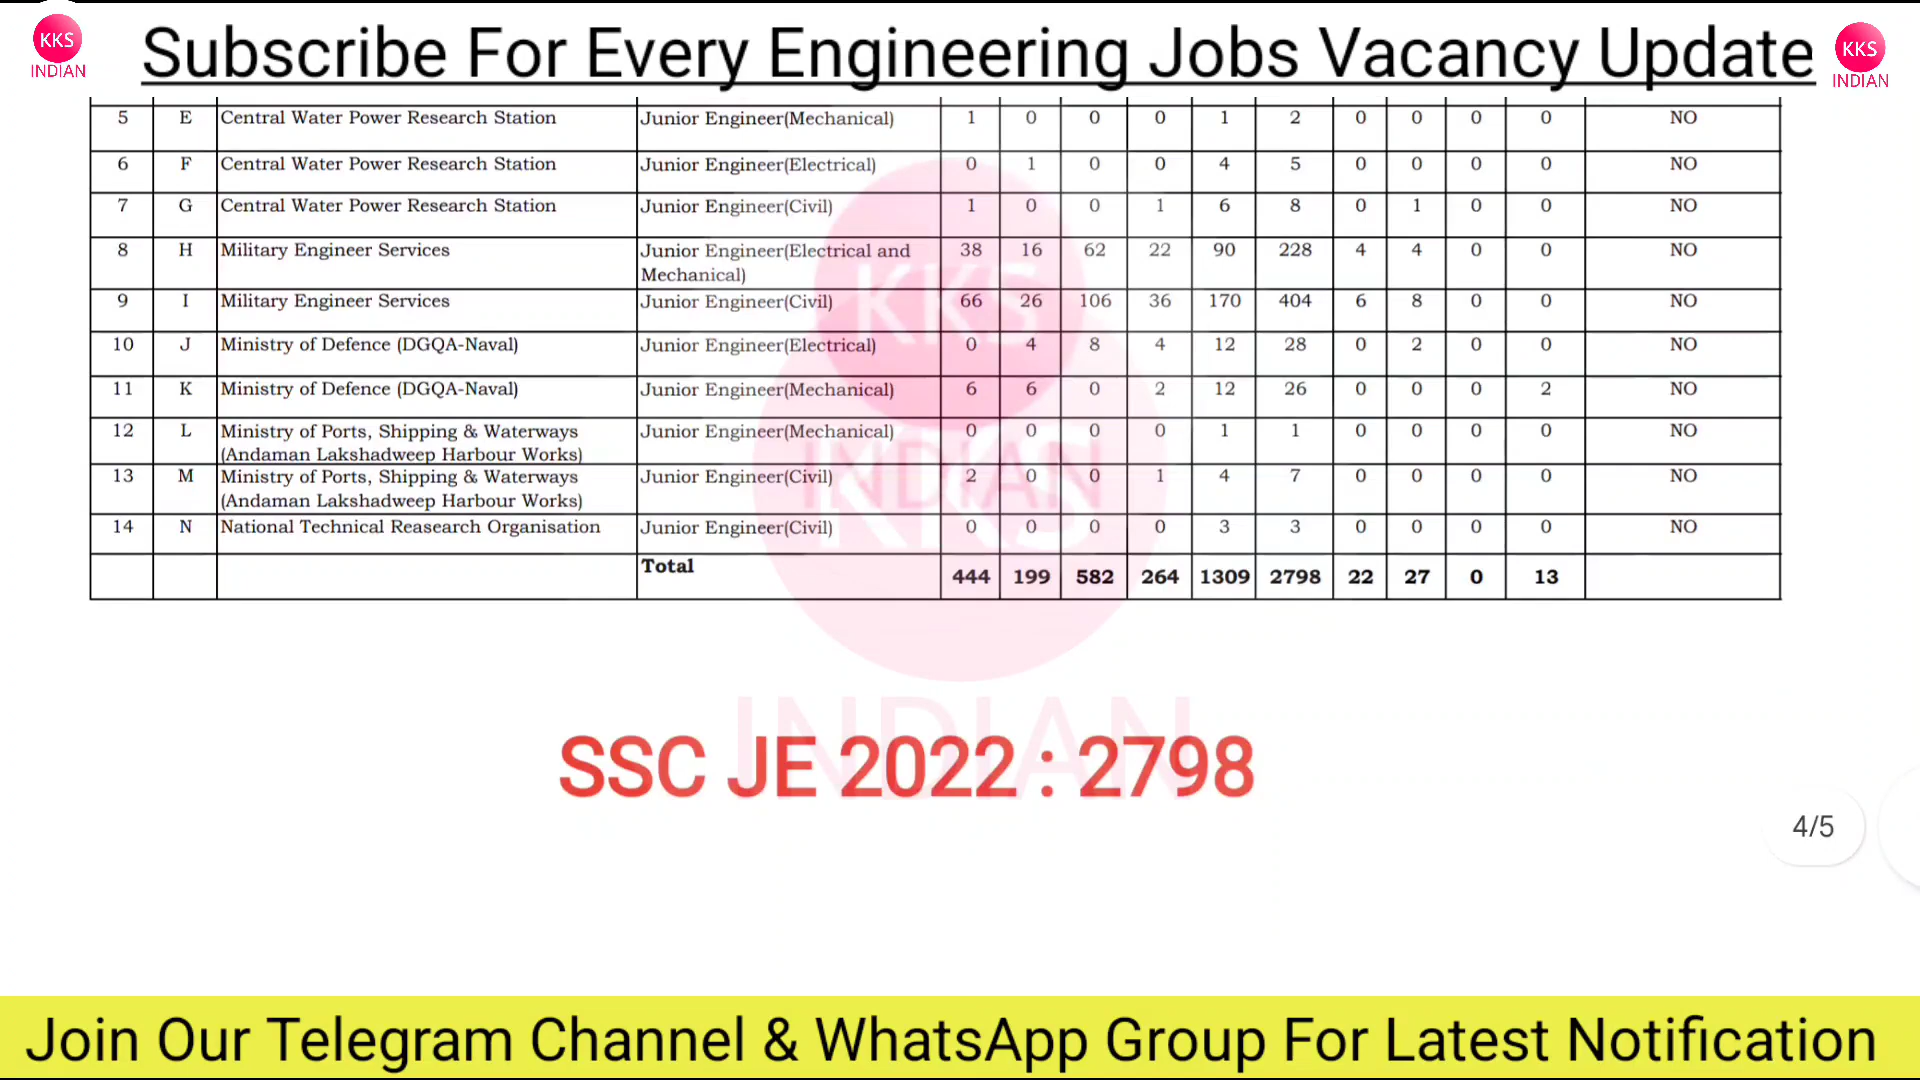 KKS
INDIAN
Subscribe For Every Engineering Jobs Vacancy Update
KKS
INDIAN
5 E Central Water Power Research Station Junior Engineer(Mechanical) 1 0 0 0 1 2 0 0 0 0 NO
6 F Central Water Power Research Station Junior Engineer(Electrical) 0 1 0 0 4 5 0 0 0 0 NO
7 G Central Water Power Research Station Junior Engineer(Civil) 1 0 0 1 6 8 0 1 0 0 NO
8 H Military Engineer Services Junior Engineer(Electrical and 38 16 62 22 90 228 4 4 0 0 NO
Mechanical)
9 I Military Engineer Services Junior Engineer(Civil) 66 26 106 36 170 404 6 8 0 0 NO
10 J Ministry of Defence (DGQA-Naval) Junior Engineer(Electrical) 0 4 8 4 12 28 0 2 0 0 NO
11 K Ministry of Defence (DGQA-Naval) Junior Engineer(Mechanical) 6 6 0 2 12 26 0 0 0 2 NO
12 L Ministry of Ports, Shipping & Waterways Junior Engineer(Mechanical) 0 0 0 0 1 1 0 0 0 0 NO
(Andaman Lakshadweep Harbour Works)
13 M Ministry of Ports, Shipping & Waterways Junior Engineer(Civil) 2 0 0 1 4 7 0 0 0 0 NO
(Andaman Lakshadweep Harbour Works)
14 N National Technical Reasearch Organisation Junior Engineer(Civil) 0 0 0 0 3 3 0 0 0 0 NO
Total 444 199 582 264 1309 2798 22 27 0 13
KKS
INDIAN
KKS
INDIAN
SSC JE 2022 : 2798
4/5
Join Our Telegram Channel & WhatsApp Group For Latest Notification